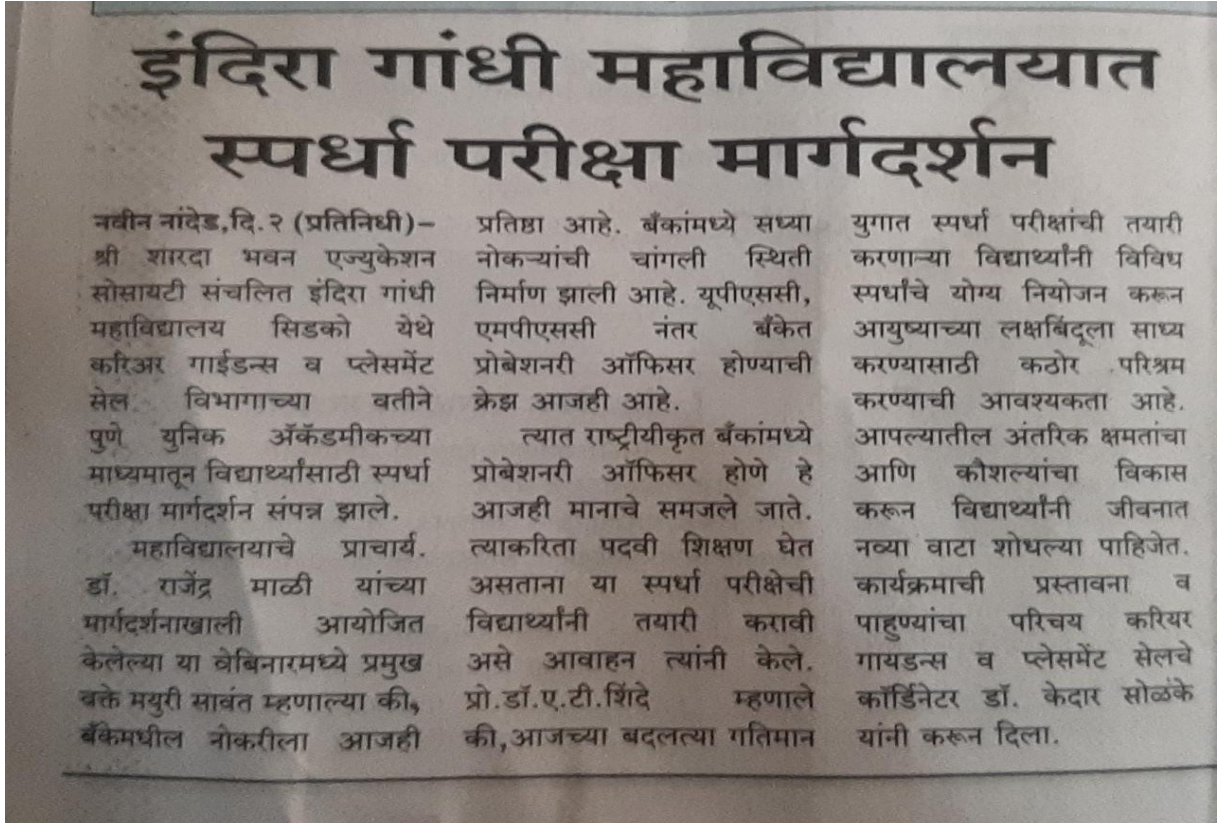 इंदिरा गांधी महाविद्यालयात
स्पर्धा परीक्षा मार्गदर्शन
नवीन नांदेड,दि.२ (प्रतिनिधी)–
श्री शारदा भवन एज्युकेशन
सोसायटी संचलित इंदिरा गांधी
महाविद्यालय सिडको येथे
करिअर गाईडन्स व प्लेसमेंट
सेल विभागाच्या वतीने
पुणे युनिक ॲकॅडमीकच्या
माध्यमातून विद्यार्थ्यांसाठी स्पर्धा
परीक्षा मार्गदर्शन संपन्न झाले.
महाविद्यालयाचे प्राचार्य.
डॉ. राजेंद्र माळी यांच्या
मार्गदर्शनाखाली आयोजित
केलेल्या या वेबिनारमध्ये प्रमुख
वक्ते मयुरी सावंत म्हणाल्या की,
बँकेमधील नोकरीला आजही
प्रतिष्ठा आहे. बँकांमध्ये सध्या
नोकऱ्यांची चांगली स्थिती
निर्माण झाली आहे. यूपीएससी,
एमपीएससी नंतर बँकेत
प्रोबेशनरी ऑफिसर होण्याची
क्रेझ आजही आहे.
त्यात राष्ट्रीयीकृत बँकांमध्ये
प्रोबेशनरी ऑफिसर होणे हे
आजही मानाचे समजले जाते.
त्याकरिता पदवी शिक्षण घेत
असताना या स्पर्धा परीक्षेची
विद्यार्थ्यांनी तयारी करावी
असे आवाहन त्यांनी केले.
प्रो.डॉ.ए.टी.शिंदे म्हणाले
की,आजच्या बदलत्या गतिमान
युगात स्पर्धा परीक्षांची तयारी
करणाऱ्या विद्यार्थ्यांनी विविध
स्पर्धांचे योग्य नियोजन करून
आयुष्याच्या लक्षबिंदूला साध्य
करण्यासाठी कठोर परिश्रम
करण्याची आवश्यकता आहे.
आपल्यातील अंतरिक क्षमतांचा
आणि कौशल्यांचा विकास
करून विद्यार्थ्यांनी जीवनात
नव्या वाटा शोधल्या पाहिजेत.
कार्यक्रमाची प्रस्तावना व
पाहुण्यांचा परिचय करियर
गायडन्स व प्लेसमेंट सेलचे
कॉर्डिनेटर डॉ. केदार सोळंके
यांनी करून दिला.